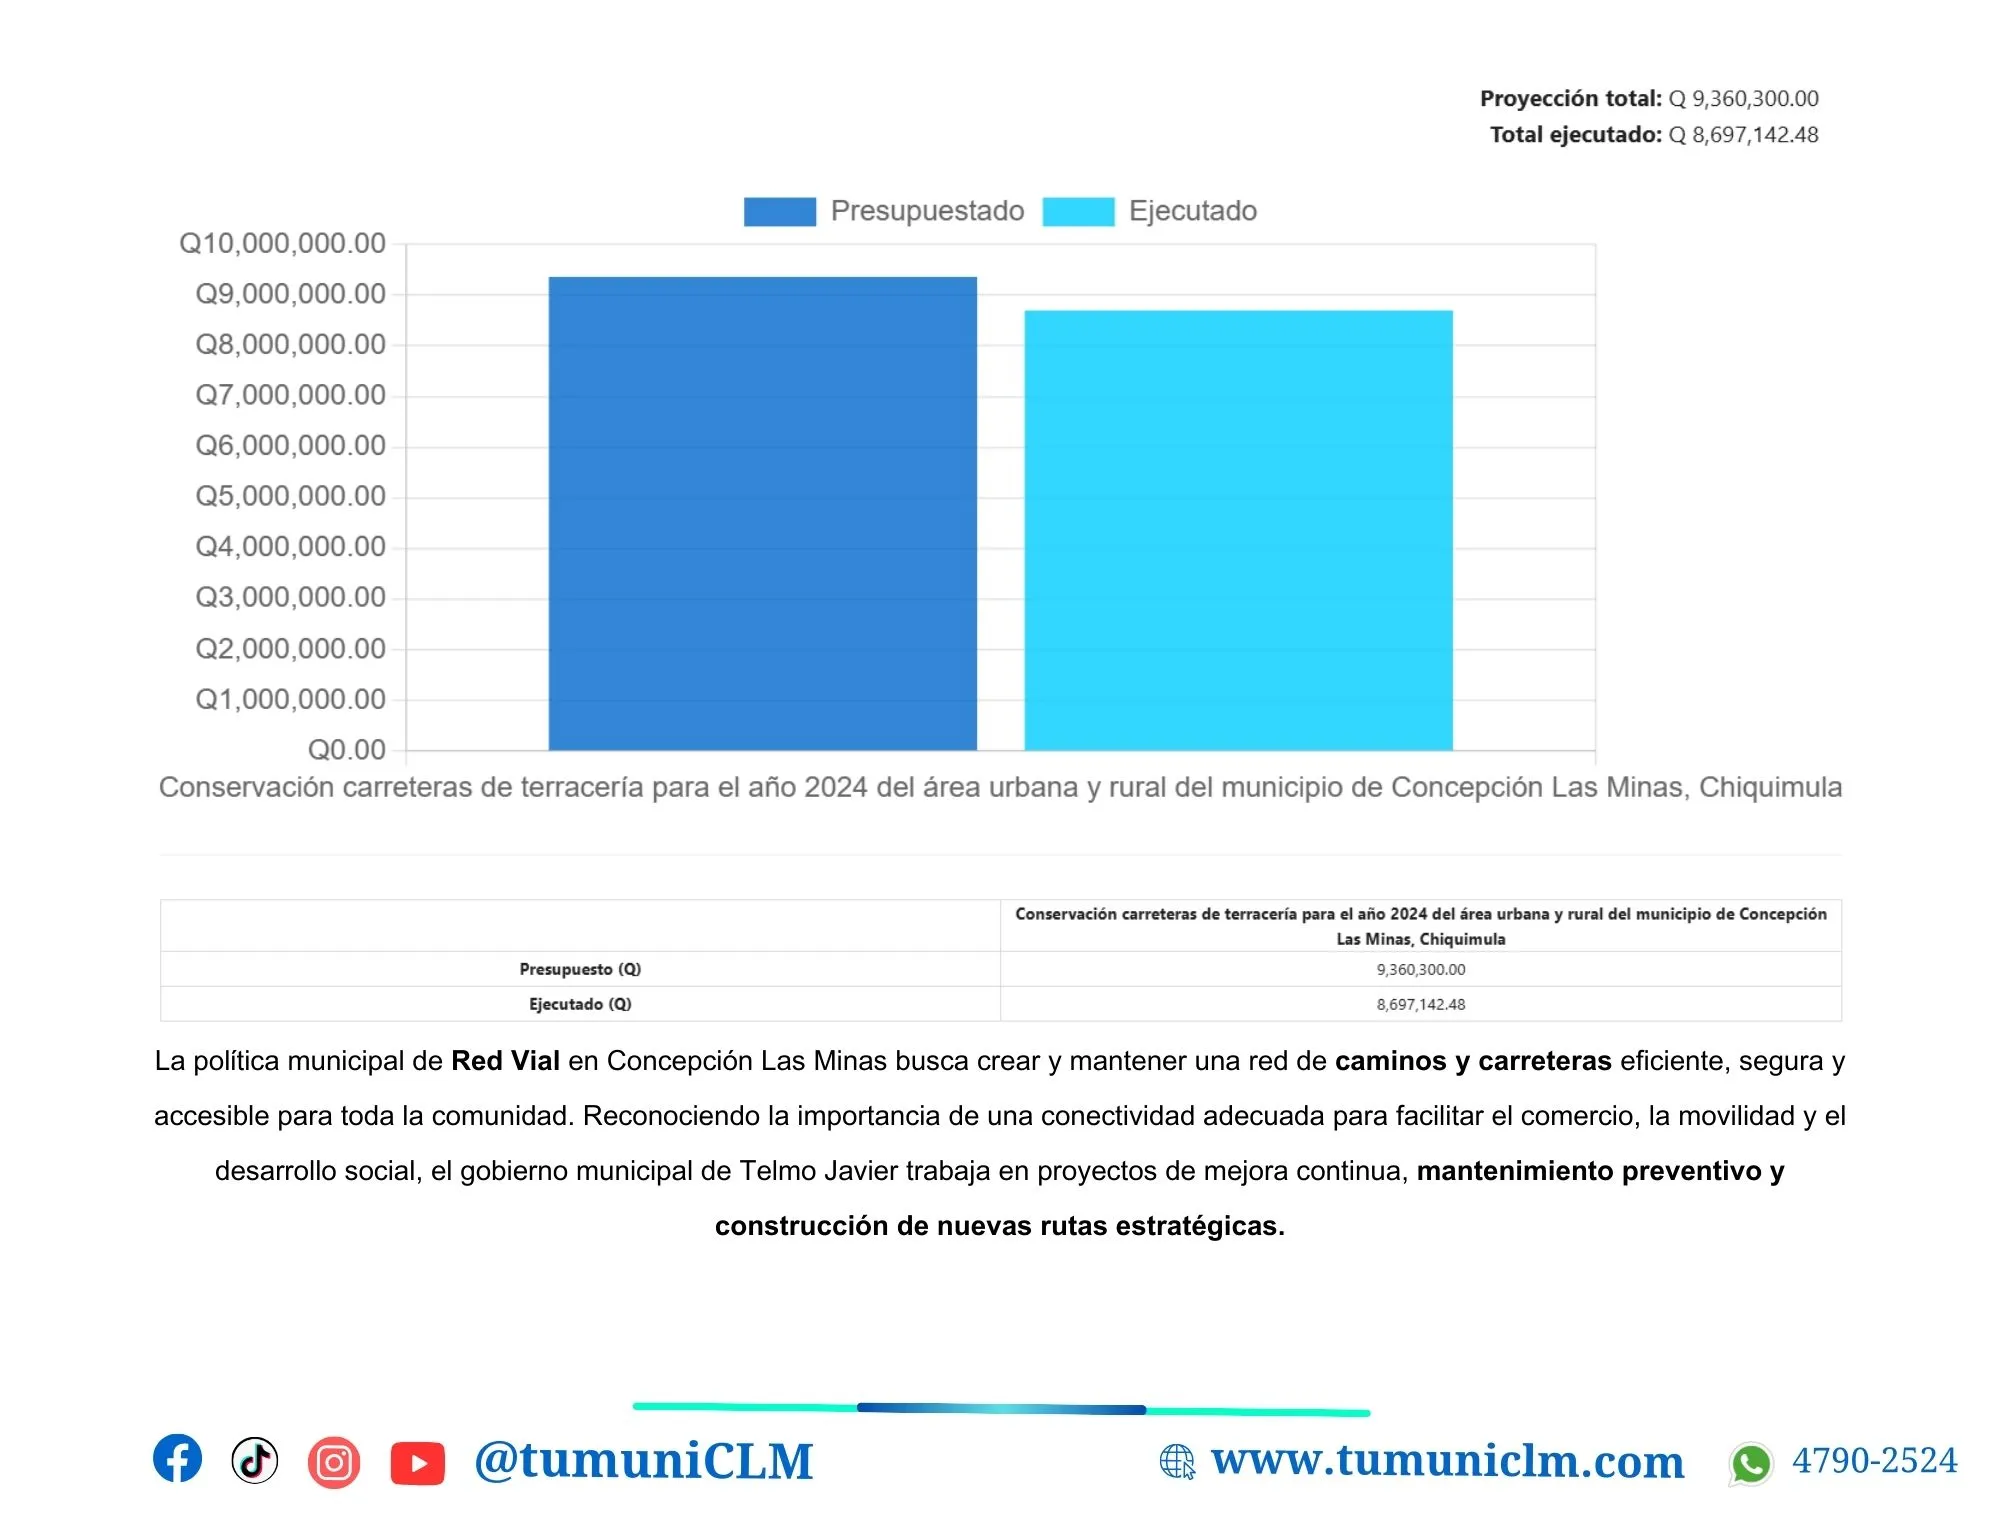 Proyección total: Q 9,360,300.00
Total ejecutado: Q 8,697,142.48
Presupuestado Ejecutado
Q10,000,000.00
Q9,000,000.00
Q8,000,000.00
Q7,000,000.00
Q6,000,000.00
Q5,000,000.00
Q4,000,000.00
Q3,000,000.00
Q2,000,000.00
Q1,000,000.00
Q0.00
Conservación carreteras de terracería para el año 2024 del área urbana y rural del municipio de Concepción Las Minas, Chiquimula
Conservación carreteras de terracería para el año 2024 del área urbana y rural del municipio de Concepción
Las Minas, Chiquimula
Presupuesto (Q) 9,360,300.00
Ejecutado (Q) 8,697,142.48
La política municipal de Red Vial en Concepción Las Minas busca crear y mantener una red de caminos y carreteras eficiente, segura y
accesible para toda la comunidad. Reconociendo la importancia de una conectividad adecuada para facilitar el comercio, la movilidad y el
desarrollo social, el gobierno municipal de Telmo Javier trabaja en proyectos de mejora continua, mantenimiento preventivo y
construcción de nuevas rutas estratégicas.
@tumuniCLM www.tumuniclm.com 4790-2524